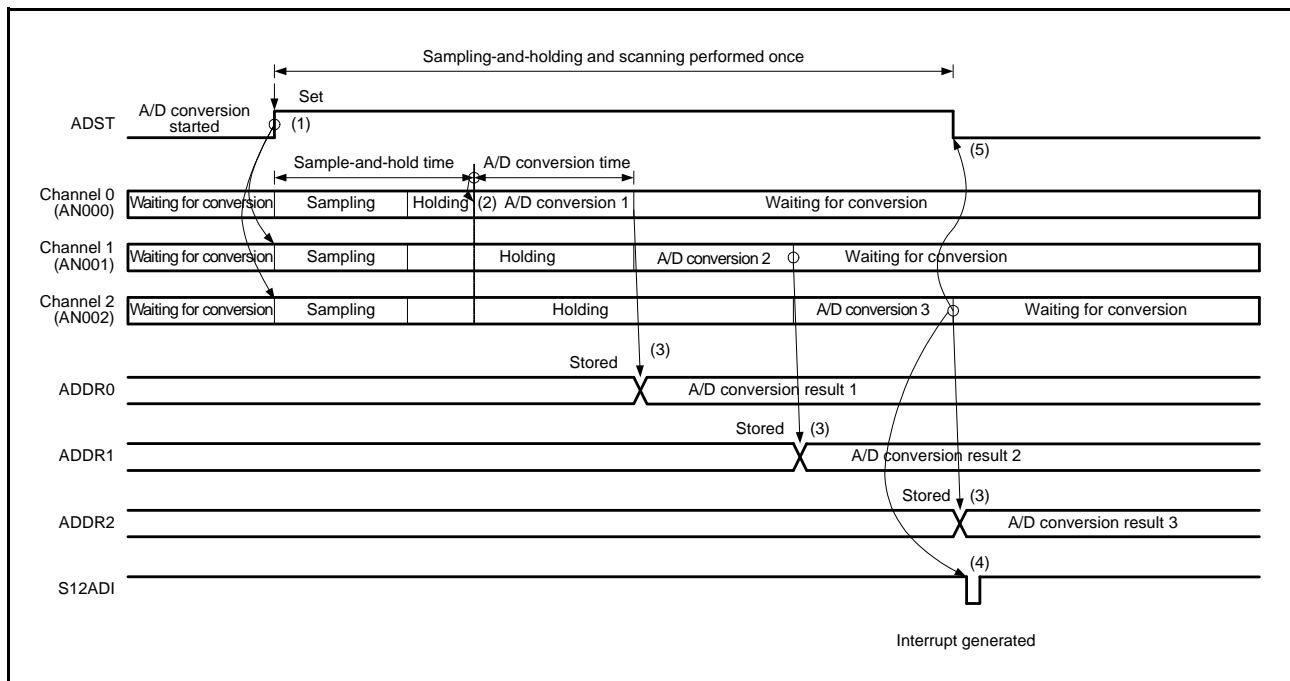 Sampling-and-holding and scanning performed once
Set
A/D conversion
started
ADST
(1)
(5)
Sample-and-hold time
A/D conversion time
Channel 0
(AN000)
Waiting for conversion
Sampling
Holding
(2)
A/D conversion 1
Waiting for conversion
Channel 1
(AN001)
Waiting for conversion
Sampling
Holding
A/D conversion 2
Waiting for conversion
Channel 2
(AN002)
Waiting for conversion
Sampling
Holding
A/D conversion 3
Waiting for conversion
Stored
(3)
ADDR0
A/D conversion result 1
Stored
(3)
ADDR1
A/D conversion result 2
Stored
(3)
ADDR2
A/D conversion result 3
(4)
S12ADI
Interrupt generated